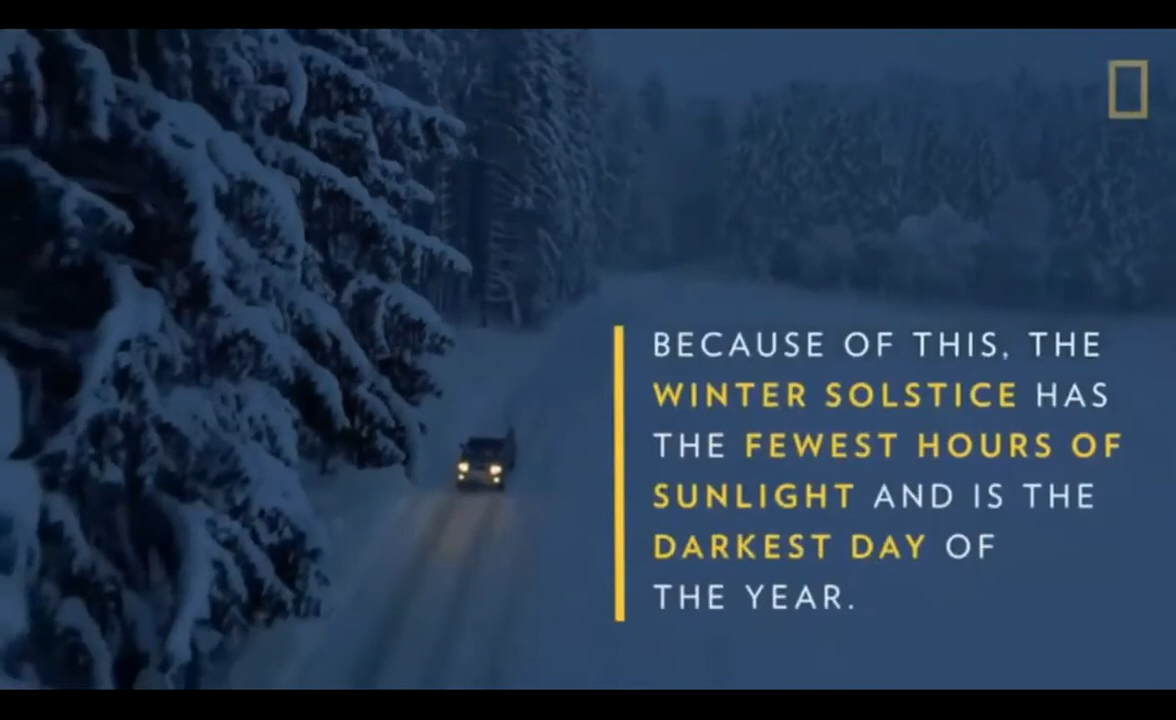 BECAUSE OF THIS, THE
WINTER SOLSTICE HAS
THE FEWEST HOURS OF
SUNLIGHT AND IS THE
DARKEST DAY OF
THE YEAR.